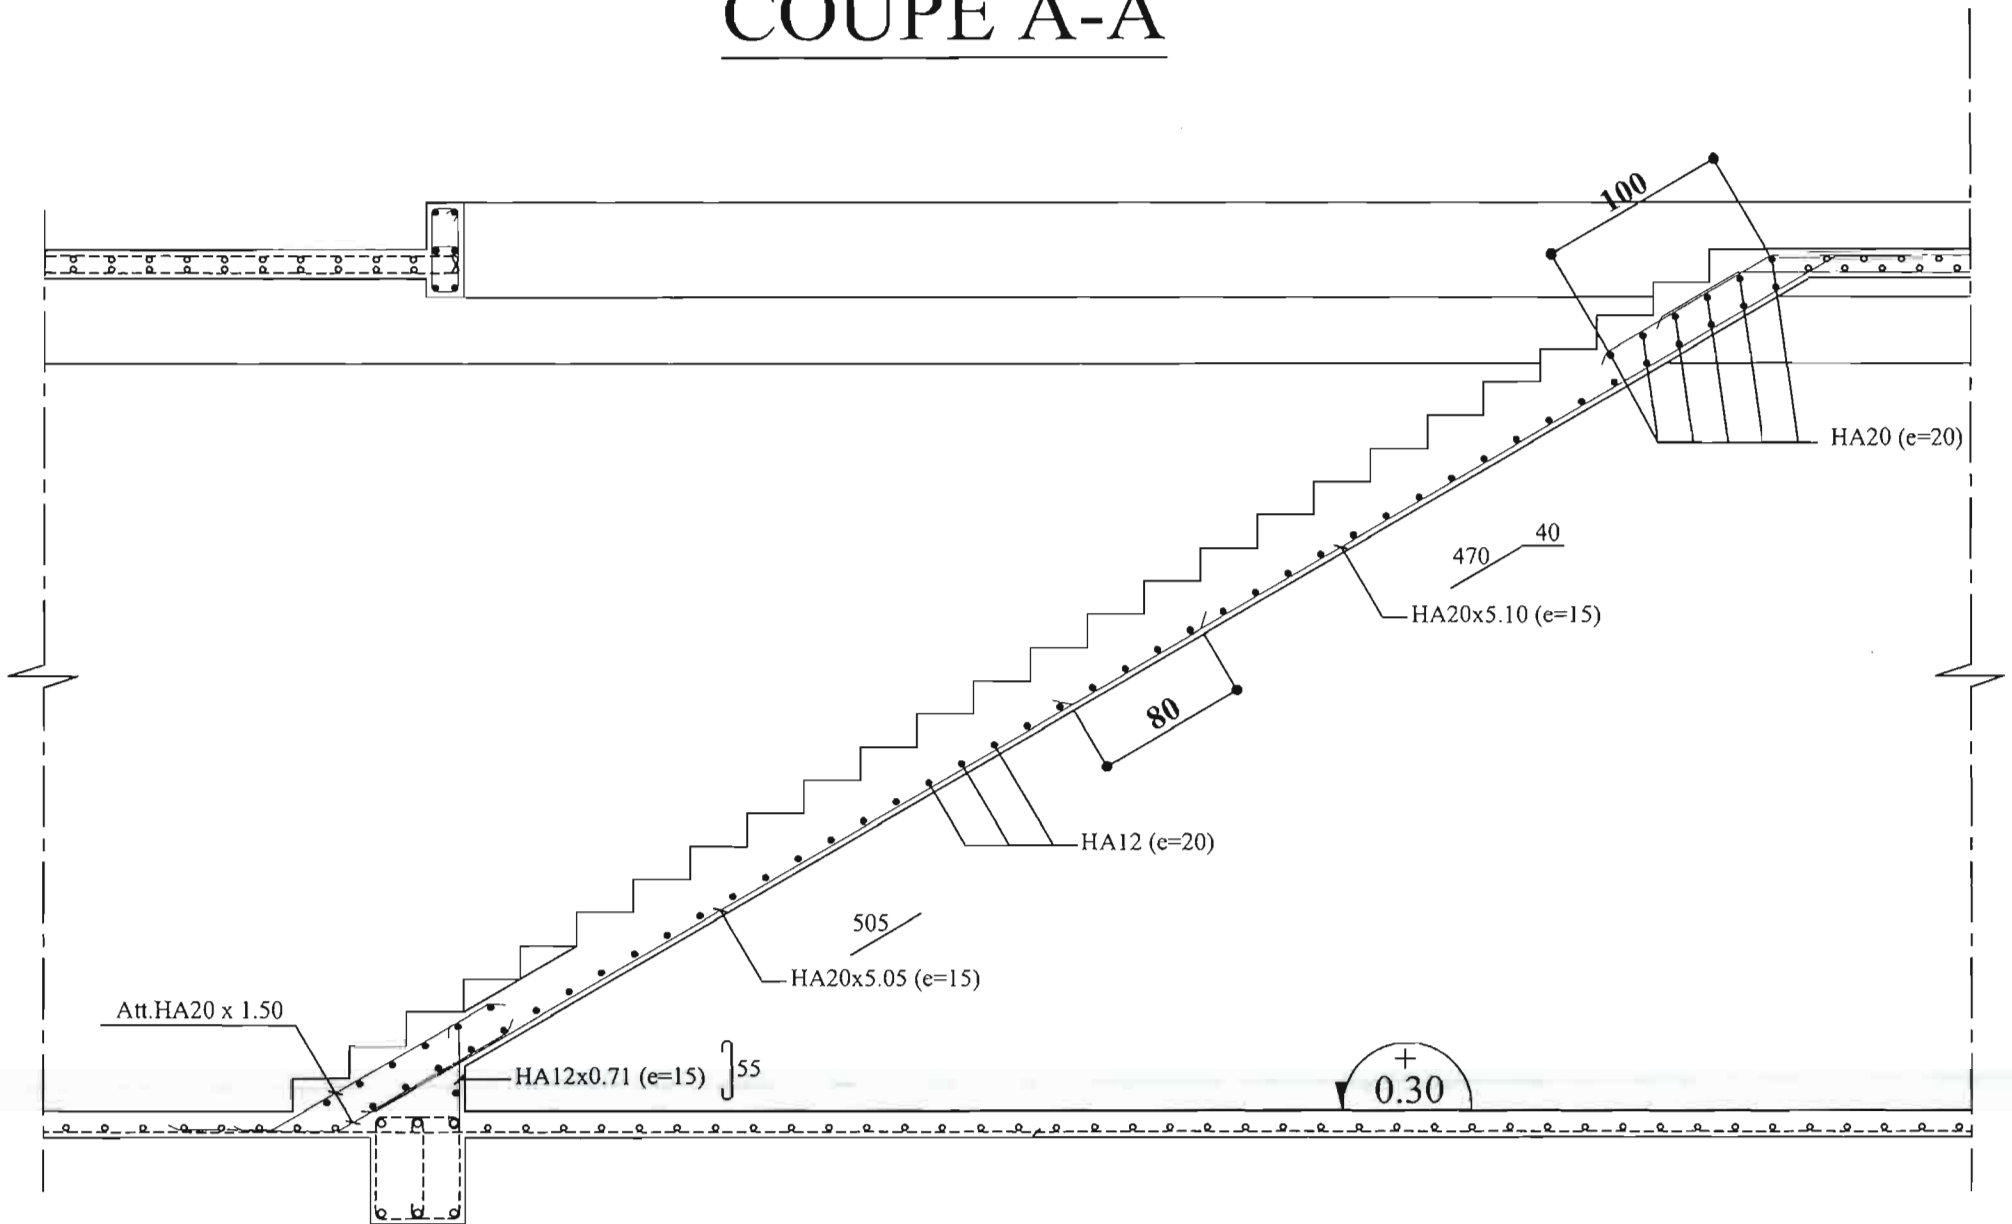 COUPE A-A
100
HA20 (e=20)
40
470
HA20x5.10 (e=15)
80
HA12 (e=20)
505
HA20x5.05 (e=15)
Att.HA20 x 1.50
HA12x0.71 (e=15)
55
+
0.30